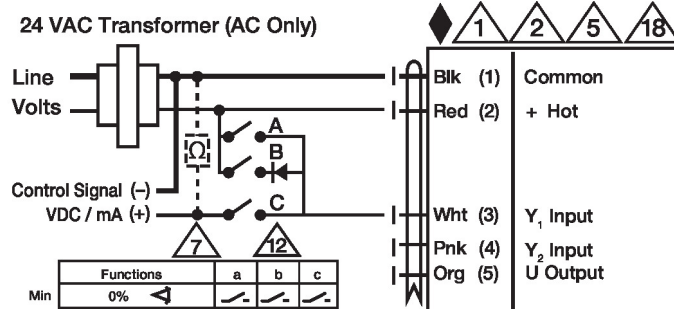 24 VAC Transformer (AC Only)
1 2 5 18
Line
Volts
Blk (1) Common
Red (2) + Hot
A
B
C
Ω
Control Signal (–)
VDC / mA (+)
Wht (3) Y1 Input
Pnk (4) Y2 Input
Org (5) U Output
7 12
Functions a b c
Min 0%